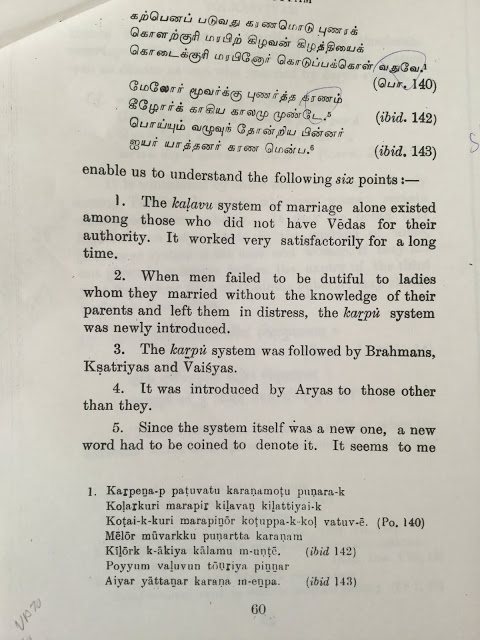 கற்பெனப் படுவது கரணமொடு புணரக்
கொளற்குரி மரபிற் கிழவன் கிழத்தியைக்
கொடைக்குரி மரபினோர் கொடுப்பக்கொள் வதுவே.¹
(பொ. 140)
மேலோர் மூவர்க்கு புணர்த்த கரணம்
கீழோர்க் காகிய காலமு முண்டே.⁵ (ibid. 142)
பொய்யும் வழுவுந் தோன்றிய பின்னர்
ஐயர் யாத்தனர் கரண மென்ப.⁶ (ibid. 143)
enable us to understand the following six points :—
1. The kaḷavu system of marriage alone existed
among those who did not have Vēdas for their
authority. It worked very satisfactorily for a long
time.
2. When men failed to be dutiful to ladies
whom they married without the knowledge of their
parents and left them in distress, the kaṟpú system
was newly introduced.
3. The kaṟpú system was followed by Brahmans,
Kṣatriyas and Vaiśyas.
4. It was introduced by Aryas to those other
than they.
5. Since the system itself was a new one, a new
word had to be coined to denote it. It seems to me
1. Kaṟpeṉa-p paṭuvatu karaṇamoṭu puṇara-k
Koḷaṟkuri marapiṟ kiḻavaṉ kiḻattiyai-k
Koṭai-k-kuri marapiṉōr koṭuppa-k-koḷ vatuv-ē. (Po. 140)
Mēlōr mūvarkku puṇartta karaṇam
Kīḻōrk k-ākiya kālamu m-uṇṭē. (ibid 142)
Poyyum vaḻuvun tōṉṟiya piṉṉar
Aiyar yāttaṉar karaṇa m-eṉpa. (ibid 143)
60